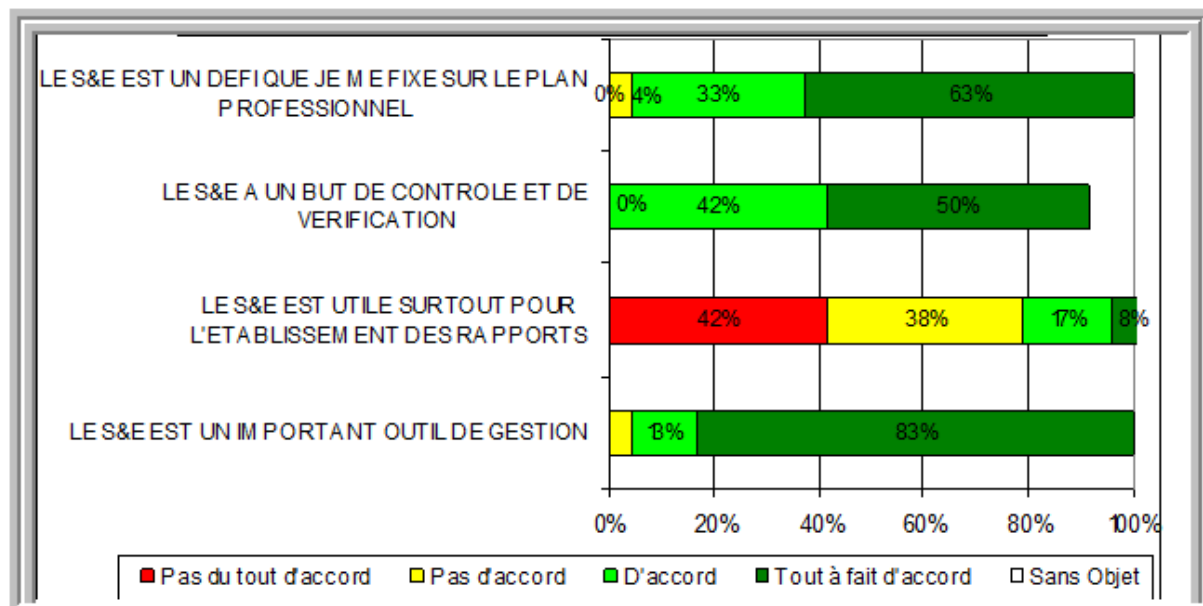 LE S&E EST UN DEFI QUE JE ME FIXE SUR LE PLAN
PROFESSIONNEL
0% 4% 33% 63%
LE S&E A UN BUT DE CONTROLE ET DE
VERIFICATION
0% 42% 50%
LE S&E EST UTILE SURTOUT POUR
L'ETABLISSEMENT DES RAPPORTS
42% 38% 17% 8%
LE S&E EST UN IMPORTANT OUTIL DE GESTION
13% 83%
0% 20% 40% 60% 80% 100%
Pas du tout d'accord Pas d'accord D'accord Tout à fait d'accord Sans Objet